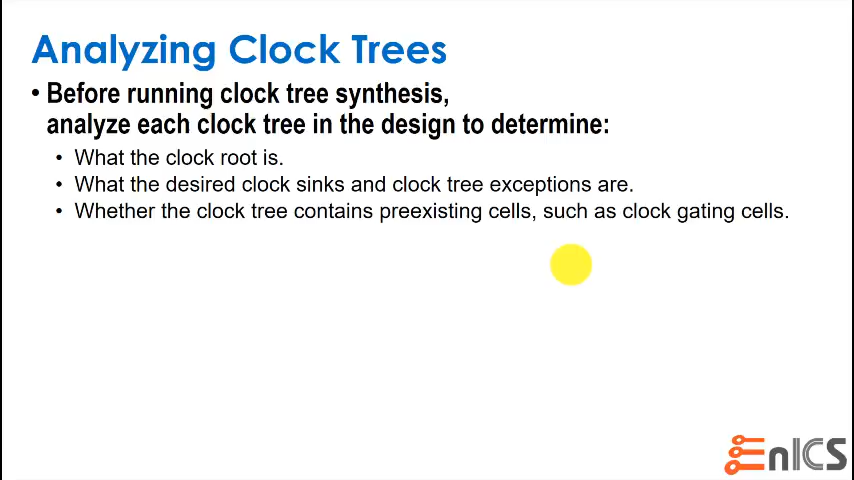 Analyzing Clock Trees
• Before running clock tree synthesis,
analyze each clock tree in the design to determine:
• What the clock root is.
• What the desired clock sinks and clock tree exceptions are.
• Whether the clock tree contains preexisting cells, such as clock gating cells.
EnICS